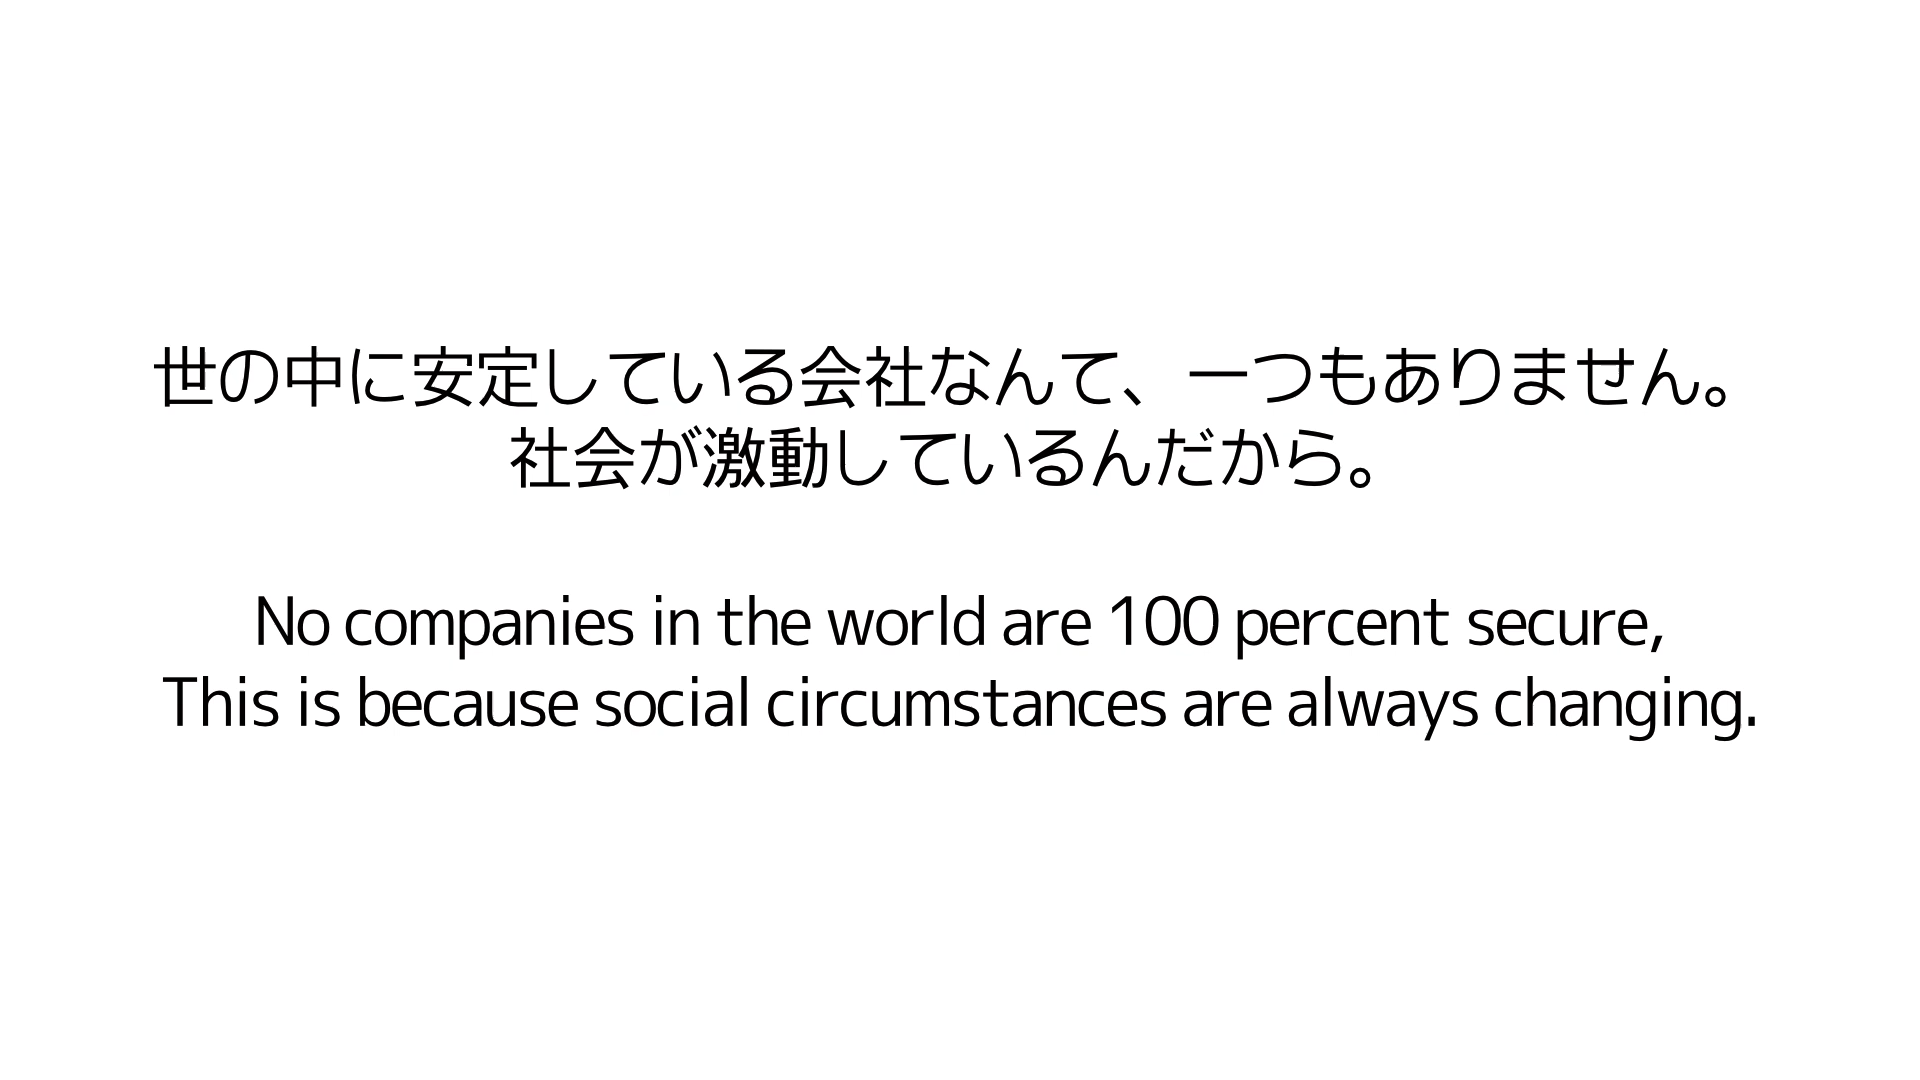 世の中に安定している会社なんて、一つもありません。
社会が激動しているんだから。
No companies in the world are 100 percent secure,
This is because social circumstances are always changing.